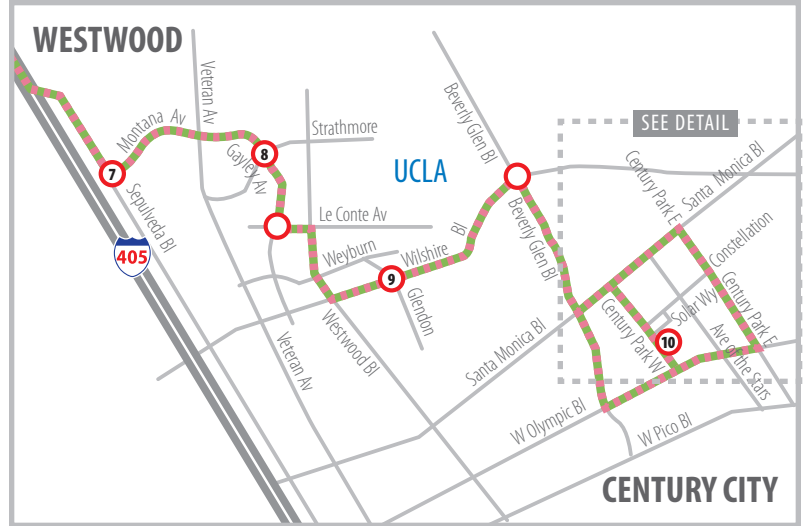 WESTWOOD
Veteran Av
Montana Av
7
8
Strathmore
Gayley Av
UCLA
Beverly Glen Bl
SEE DETAIL
Santa Monica Bl
Century Park E
Sepulveda Bl
405
Le Conte Av
Weyburn
Wilshire Bl
9
Glendon
Beverly Glen Bl
Constellation
Solar Wy
Century Park E
10
Century Park W
Ave of the Stars
Veteran Av
Westwood Bl
Santa Monica Bl
W Olympic Bl
W Pico Bl
CENTURY CITY